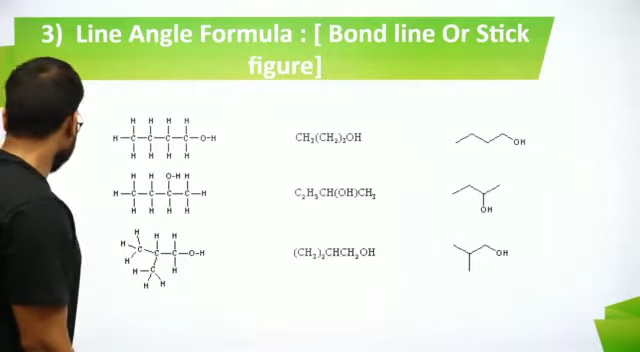 3) Line Angle Formula : [ Bond line Or Stick
figure]
H H H H
H-C-C-C-C-O-H
H H H H
CH₃(CH₂)₃OH
OH
H H O-H H
H-C-C-C-C-H
H H H H
C₂H₅CH(OH)CH₃
OH
H
H H H
H-C-C-C-O-H
H H
H-C
H H
(CH₃)₂CHCH₂OH
OH